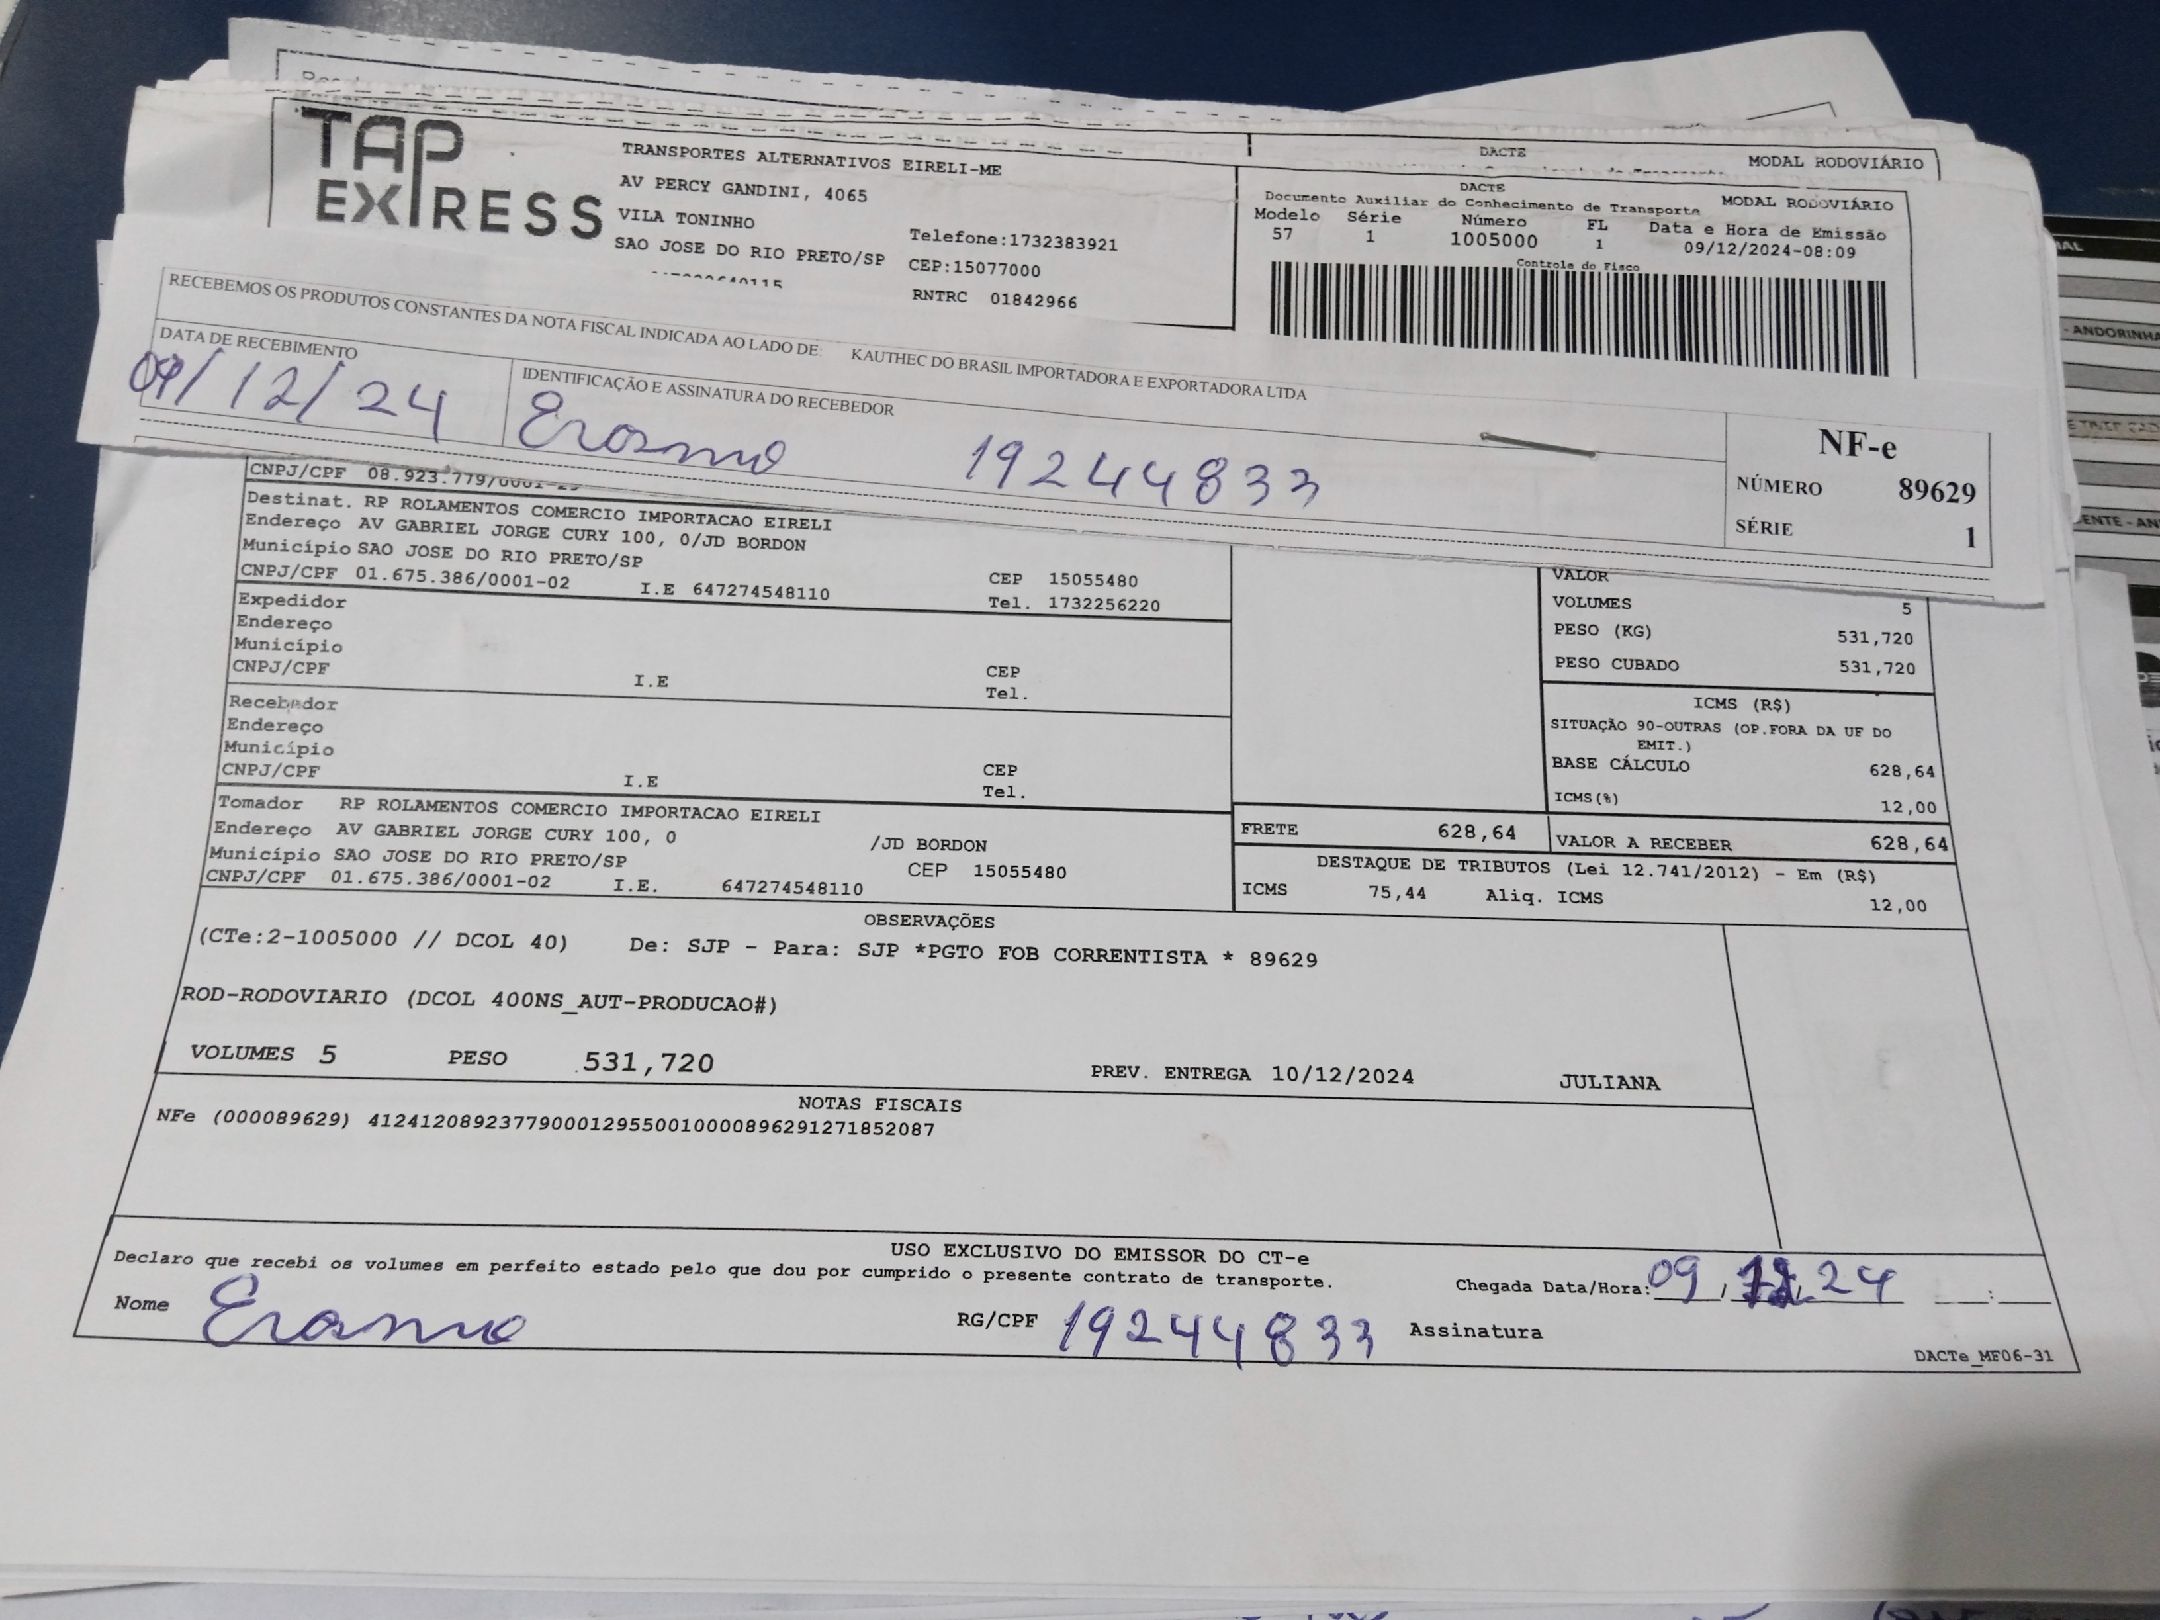 TAP EXPRESS
TRANSPORTES ALTERNATIVOS EIRELI-ME
AV PERCY GANDINI, 4065
VILA TONINHO
SAO JOSE DO RIO PRETO/SP
Telefone:1732383921
CEP:15077000
RNTRC 01842966
DACTE
MODAL RODOVIÁRIO
DACTE
MODAL RODOVIÁRIO
Documento Auxiliar do Conhecimento de Transporte
Modelo Série Número FL Data e Hora de Emissão
57 1 1005000 1 09/12/2024-08:09
Controle do Fisco
RECEBEMOS OS PRODUTOS CONSTANTES DA NOTA FISCAL INDICADA AO LADO DE: KAUTHEC DO BRASIL IMPORTADORA E EXPORTADORA LTDA
DATA DE RECEBIMENTO
09/12/24
IDENTIFICAÇÃO E ASSINATURA DO RECEBEDOR
Erasmo 19244833
NF-e
NÚMERO 89629
SÉRIE 1
CNPJ/CPF 08.923.779/0001-29
Destinat. RP ROLAMENTOS COMERCIO IMPORTACAO EIRELI
Endereço AV GABRIEL JORGE CURY 100, 0/JD BORDON
Município SAO JOSE DO RIO PRETO/SP
CEP 15055480
CNPJ/CPF 01.675.386/0001-02 I.E 647274548110
Tel. 1732256220
Expedidor
Endereço
Município
CEP
CNPJ/CPF I.E
Tel.
Recebedor
Endereço
Município
CEP
CNPJ/CPF I.E
Tel.
Tomador RP ROLAMENTOS COMERCIO IMPORTACAO EIRELI
Endereço AV GABRIEL JORGE CURY 100, 0 /JD BORDON
Município SAO JOSE DO RIO PRETO/SP CEP 15055480
CNPJ/CPF 01.675.386/0001-02 I.E. 647274548110
VALOR
VOLUMES 5
PESO (KG) 531,720
PESO CUBADO 531,720
ICMS (R$)
SITUAÇÃO 90-OUTRAS (OP.FORA DA UF DO
EMIT.)
BASE CÁLCULO 628,64
ICMS(%) 12,00
FRETE 628,64 VALOR A RECEBER 628,64
DESTAQUE DE TRIBUTOS (Lei 12.741/2012) - Em (R$)
ICMS 75,44 Aliq. ICMS 12,00
OBSERVAÇÕES
(CTe:2-1005000 // DCOL 40) De: SJP - Para: SJP *PGTO FOB CORRENTISTA * 89629
ROD-RODOVIARIO (DCOL 400NS_AUT-PRODUCAO#)
VOLUMES 5 PESO 531,720 PREV. ENTREGA 10/12/2024 JULIANA
NOTAS FISCAIS
NFe (000089629) 41241208923779000129550010000896291271852087
USO EXCLUSIVO DO EMISSOR DO CT-e
Declaro que recebi os volumes em perfeito estado pelo que dou por cumprido o presente contrato de transporte.
Chegada Data/Hora: 09/12/24 __:__
Nome Erasmo RG/CPF 19244833 Assinatura
DACTe_MF06-31